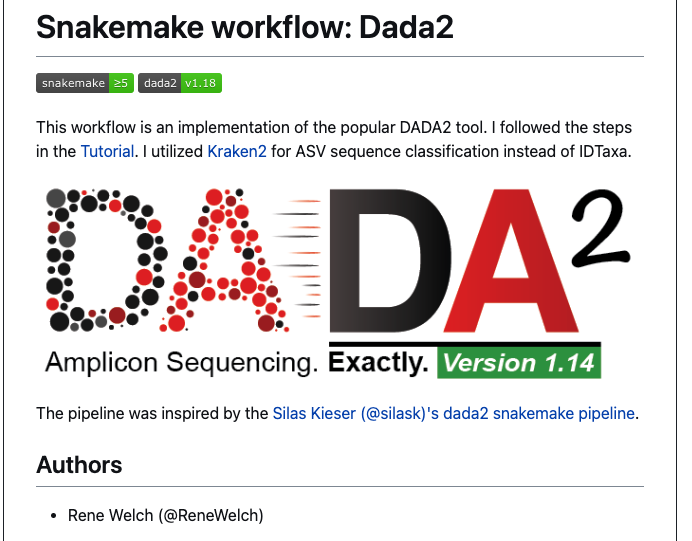 Snakemake workflow: Dada2
snakemake ≥5 dada2 v1.18
This workflow is an implementation of the popular DADA2 tool. I followed the steps
in the Tutorial. I utilized Kraken2 for ASV sequence classification instead of IDTaxa.
DADA2
Amplicon Sequencing. Exactly. Version 1.14
The pipeline was inspired by the Silas Kieser (@silask)'s dada2 snakemake pipeline.
Authors
• Rene Welch (@ReneWelch)